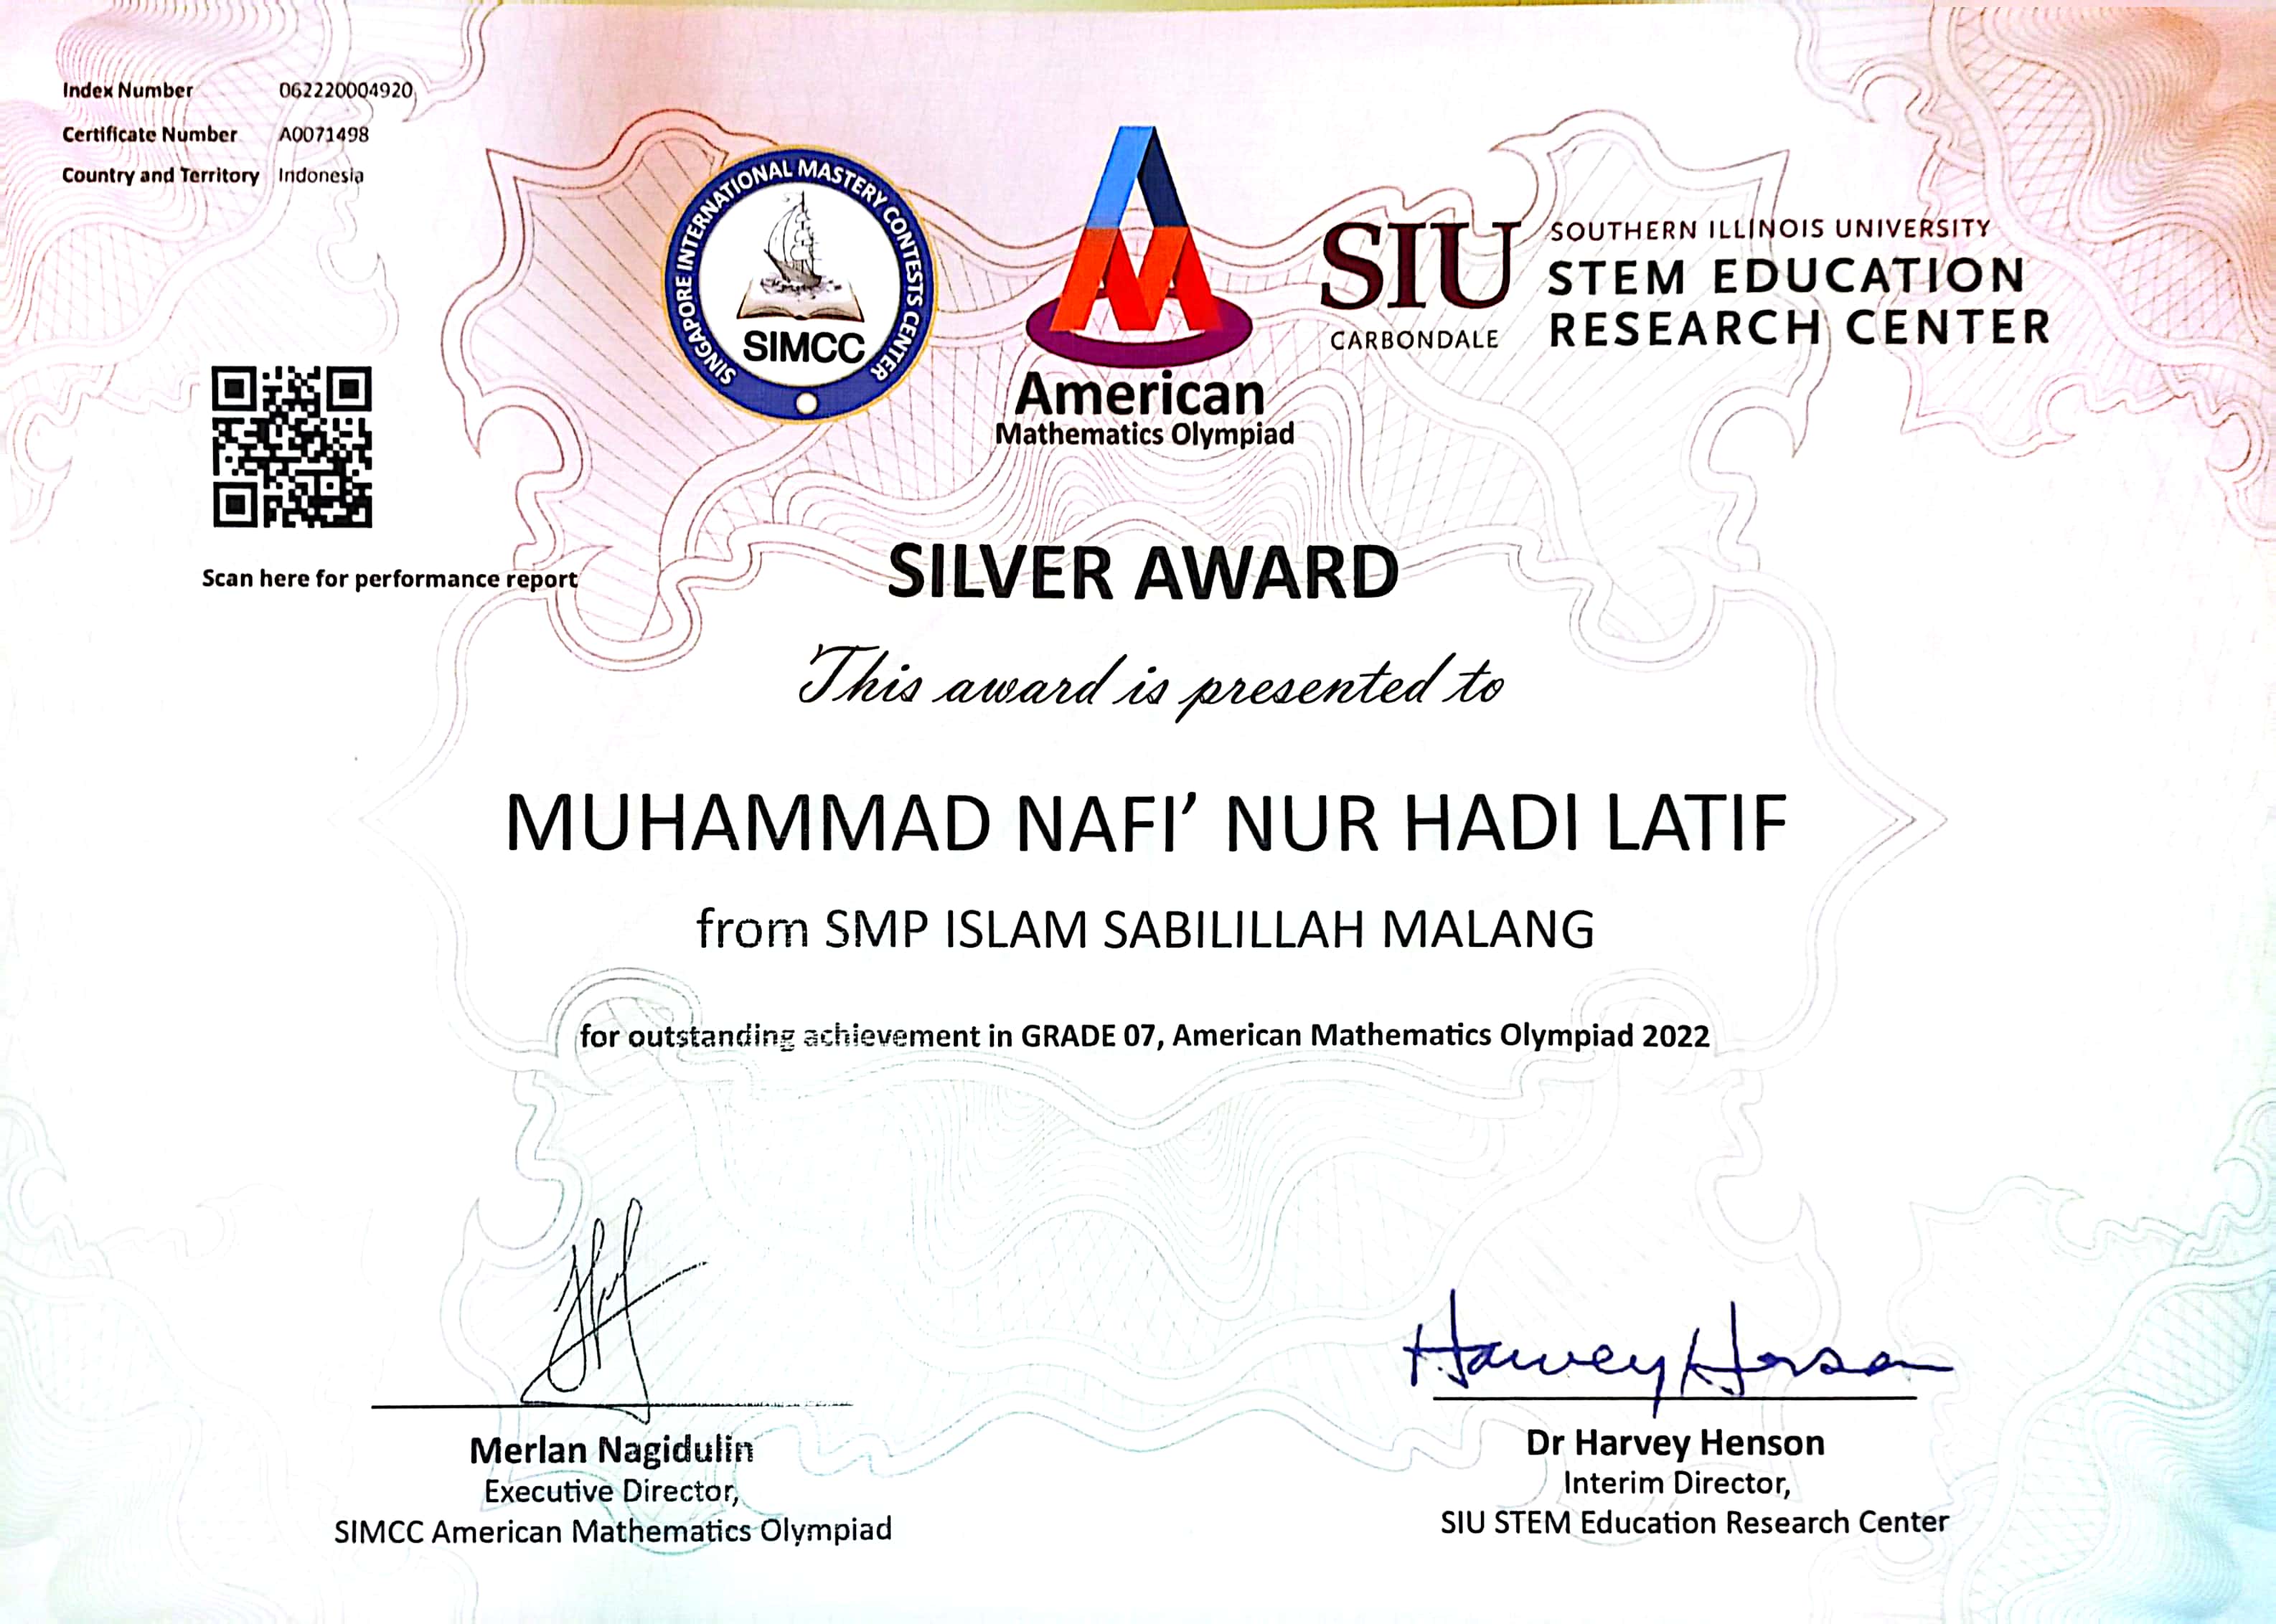 Index Number 062220004920
Certificate Number A0071498
Country and Territory Indonesia
SINGAPORE INTERNATIONAL MASTERY CONTESTS CENTER
SIMCC
American
Mathematics Olympiad
SIU
CARBONDALE
SOUTHERN ILLINOIS UNIVERSITY
STEM EDUCATION
RESEARCH CENTER
Scan here for performance report
SILVER AWARD
This award is presented to
MUHAMMAD NAFI’ NUR HADI LATIF
from SMP ISLAM SABILILLAH MALANG
for outstanding achievement in GRADE 07, American Mathematics Olympiad 2022
Harvey Henson
Merlan Nagidulin
Executive Director,
SIMCC American Mathematics Olympiad
Dr Harvey Henson
Interim Director,
SIU STEM Education Research Center